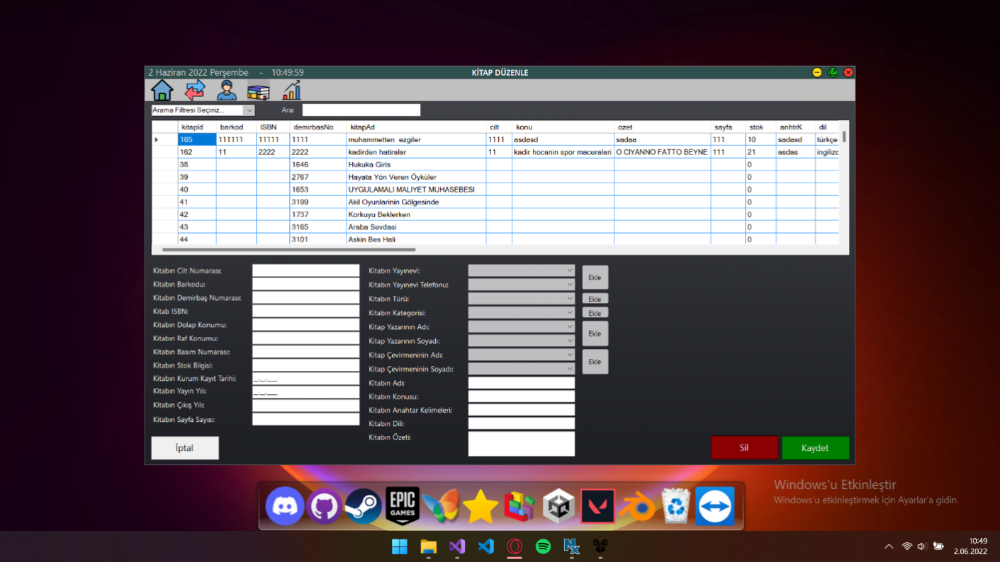 2 Haziran 2022 Perşembe - 10:49:59 KİTAP DÜZENLE
Arama Filtresi Seçiniz... Ara:
kitapId barkod ISBN demirbasNo kitapAd cilt konu ozet sayfa stok anhtrK dil
165 111111 11111 1111 muhammetten ezgiler 1111 asdasd sadaa 111 10 sadasd türkçe
162 11 2222 2222 kadirden hatiralar 11 kadir hocanin spor maceralari O CIYANNO FATTO BEYNE 111 21 asdas ingilizc
38 1646 Hukuka Giris 0
39 2767 Hayata Yön Veren Öyküler 0
40 1653 UYGULAMALI MALIYET MUHASEBESI 0
41 3199 Akil Oyunlarinin Gölgesinde 0
42 1737 Korkuyu Beklerken 0
43 3165 Araba Sevdasi 0
44 3101 Askin Bes Hali 0
Kitabın Cilt Numarası:
Kitabın Barkodu:
Kitabın Demirbaş Numarası:
Kitab ISBN:
Kitabın Dolap Konumu:
Kitabın Raf Konumu:
Kitabın Basım Numarası:
Kitabın Stok Bilgisi:
Kitabın Kurum Kayıt Tarihi: _._.___
Kitabın Yayın Yılı: _._.___
Kitabın Çıkış Yılı:
Kitabın Sayfa Sayısı:
Kitabın Yayınevi:
Kitabın Yayınevi Telefonu:
Ekle
Kitabın Türü: Ekle
Kitabın Kategorisi: Ekle
Kitap Yazarının Adı:
Kitap Yazarının Soyadı:
Ekle
Kitap Çevirmeninin Adı:
Kitap Çevirmeninin Soyadı:
Ekle
Kitabın Adı:
Kitabın Konusu:
Kitabın Anahtar Kelimeleri:
Kitabın Dili:
Kitabın Özeti:
İptal Sil Kaydet
EPIC
GAMES
Windows'u Etkinleştir
Windows'u etkinleştirmek için Ayarlar'a gidin.
10:49
2.06.2022